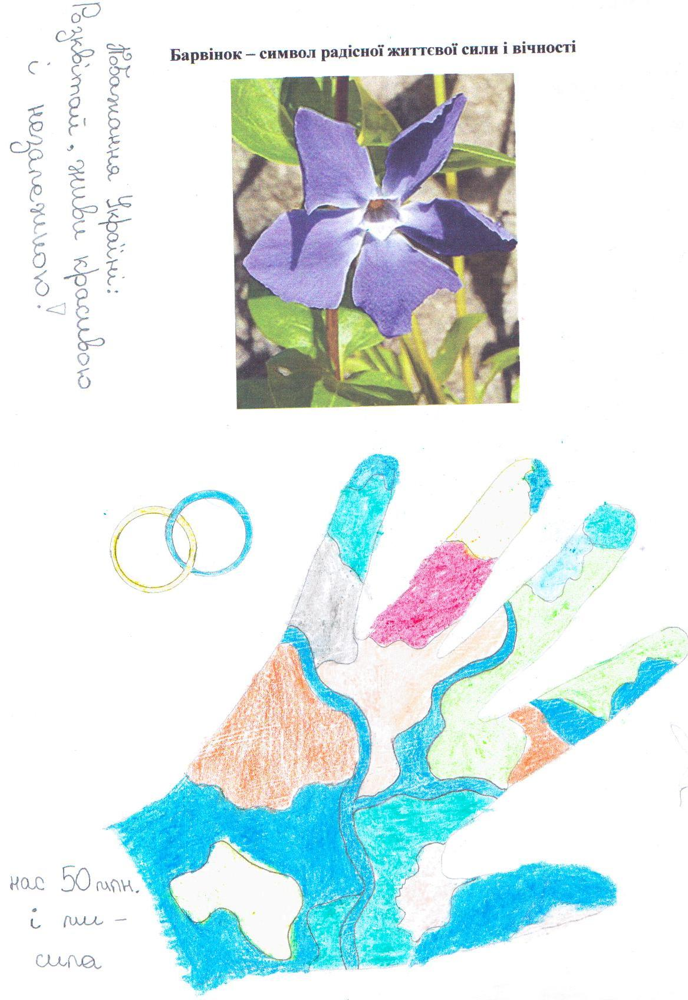 Барвінок – символ радісної життєвої сили і вічності
Побажання Україні:
Розквітай, живи красивою
і незалежною!
нас 50 млн.
і ми –
сила